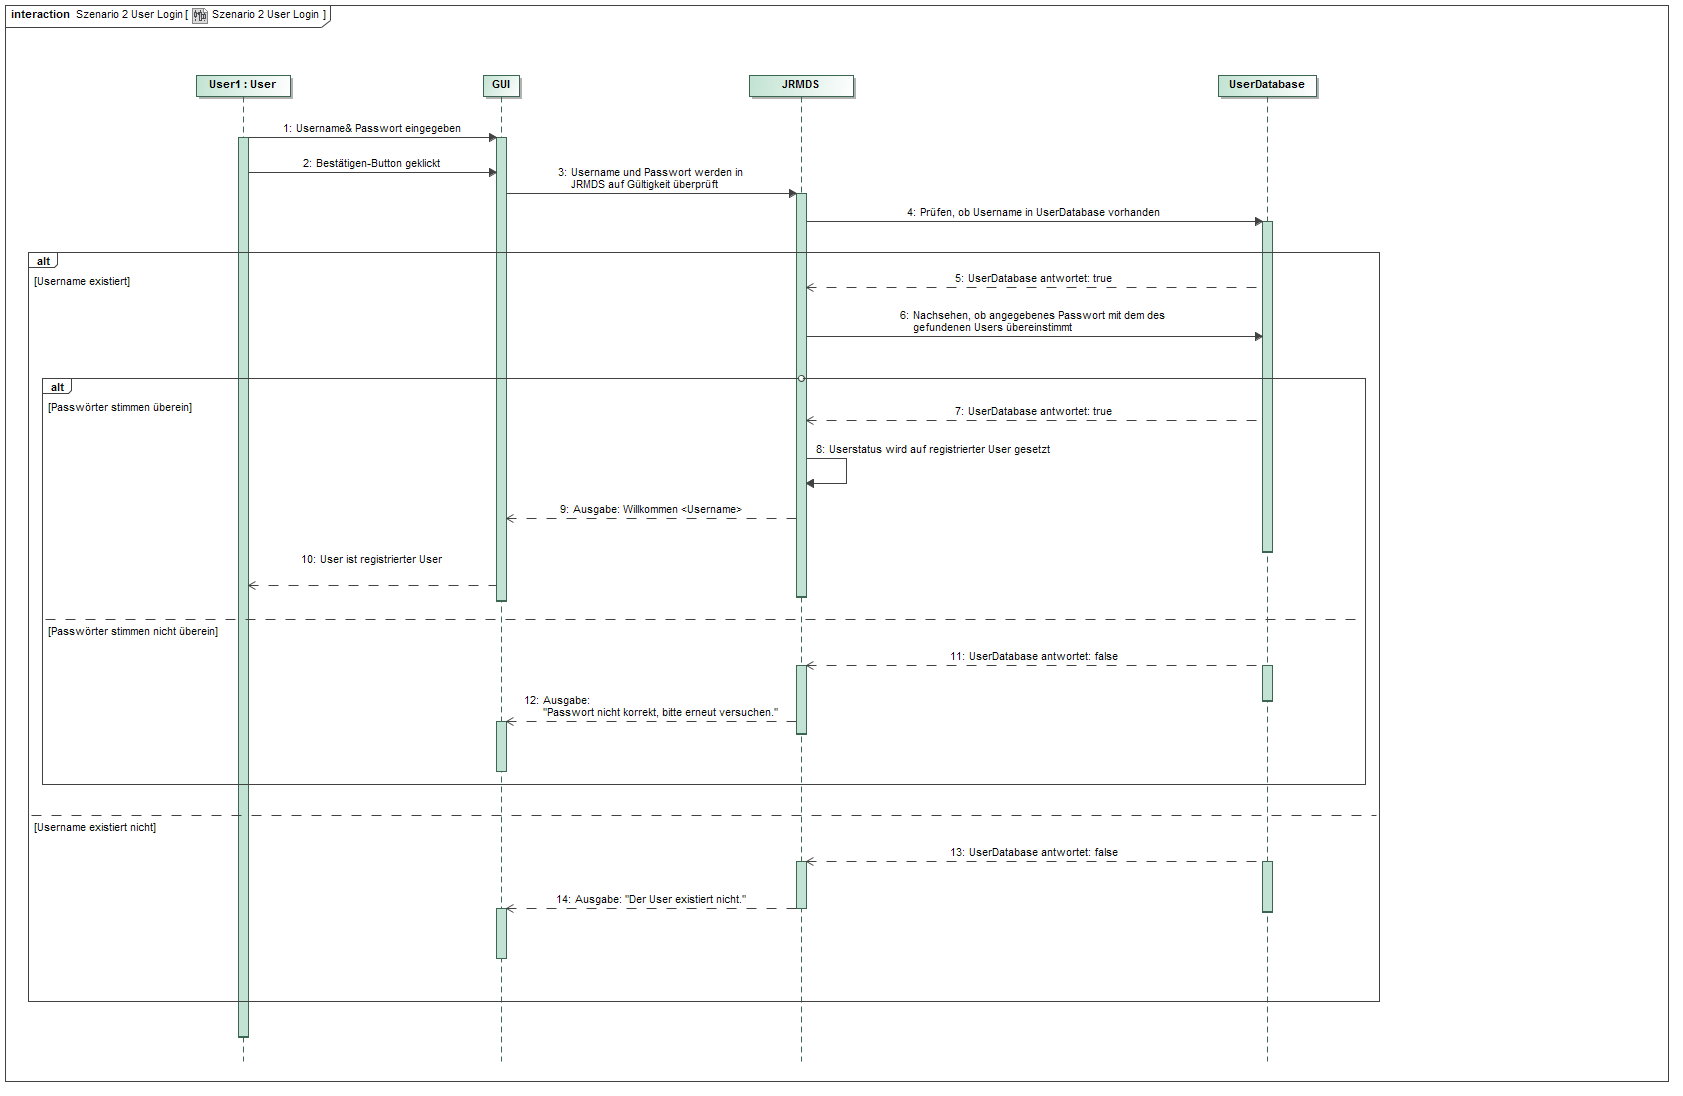 interaction Szenario 2 User Login [ Szenario 2 User Login ]
User1 : User
GUI
JRMDS
UserDatabase
1: Username& Passwort eingegeben
2: Bestätigen-Button geklickt
3: Username und Passwort werden in
JRMDS auf Gültigkeit überprüft
4: Prüfen, ob Username in UserDatabase vorhanden
alt
[Username existiert]
5: UserDatabase antwortet: true
6: Nachsehen, ob angegebenes Passwort mit dem des
gefundenen Users übereinstimmt
alt
[Passwörter stimmen überein]
7: UserDatabase antwortet: true
8: Userstatus wird auf registrierter User gesetzt
9: Ausgabe: Willkommen <Username>
10: User ist registrierter User
[Passwörter stimmen nicht überein]
11: UserDatabase antwortet: false
12: Ausgabe:
"Passwort nicht korrekt, bitte erneut versuchen."
[Username existiert nicht]
13: UserDatabase antwortet: false
14: Ausgabe: "Der User existiert nicht."